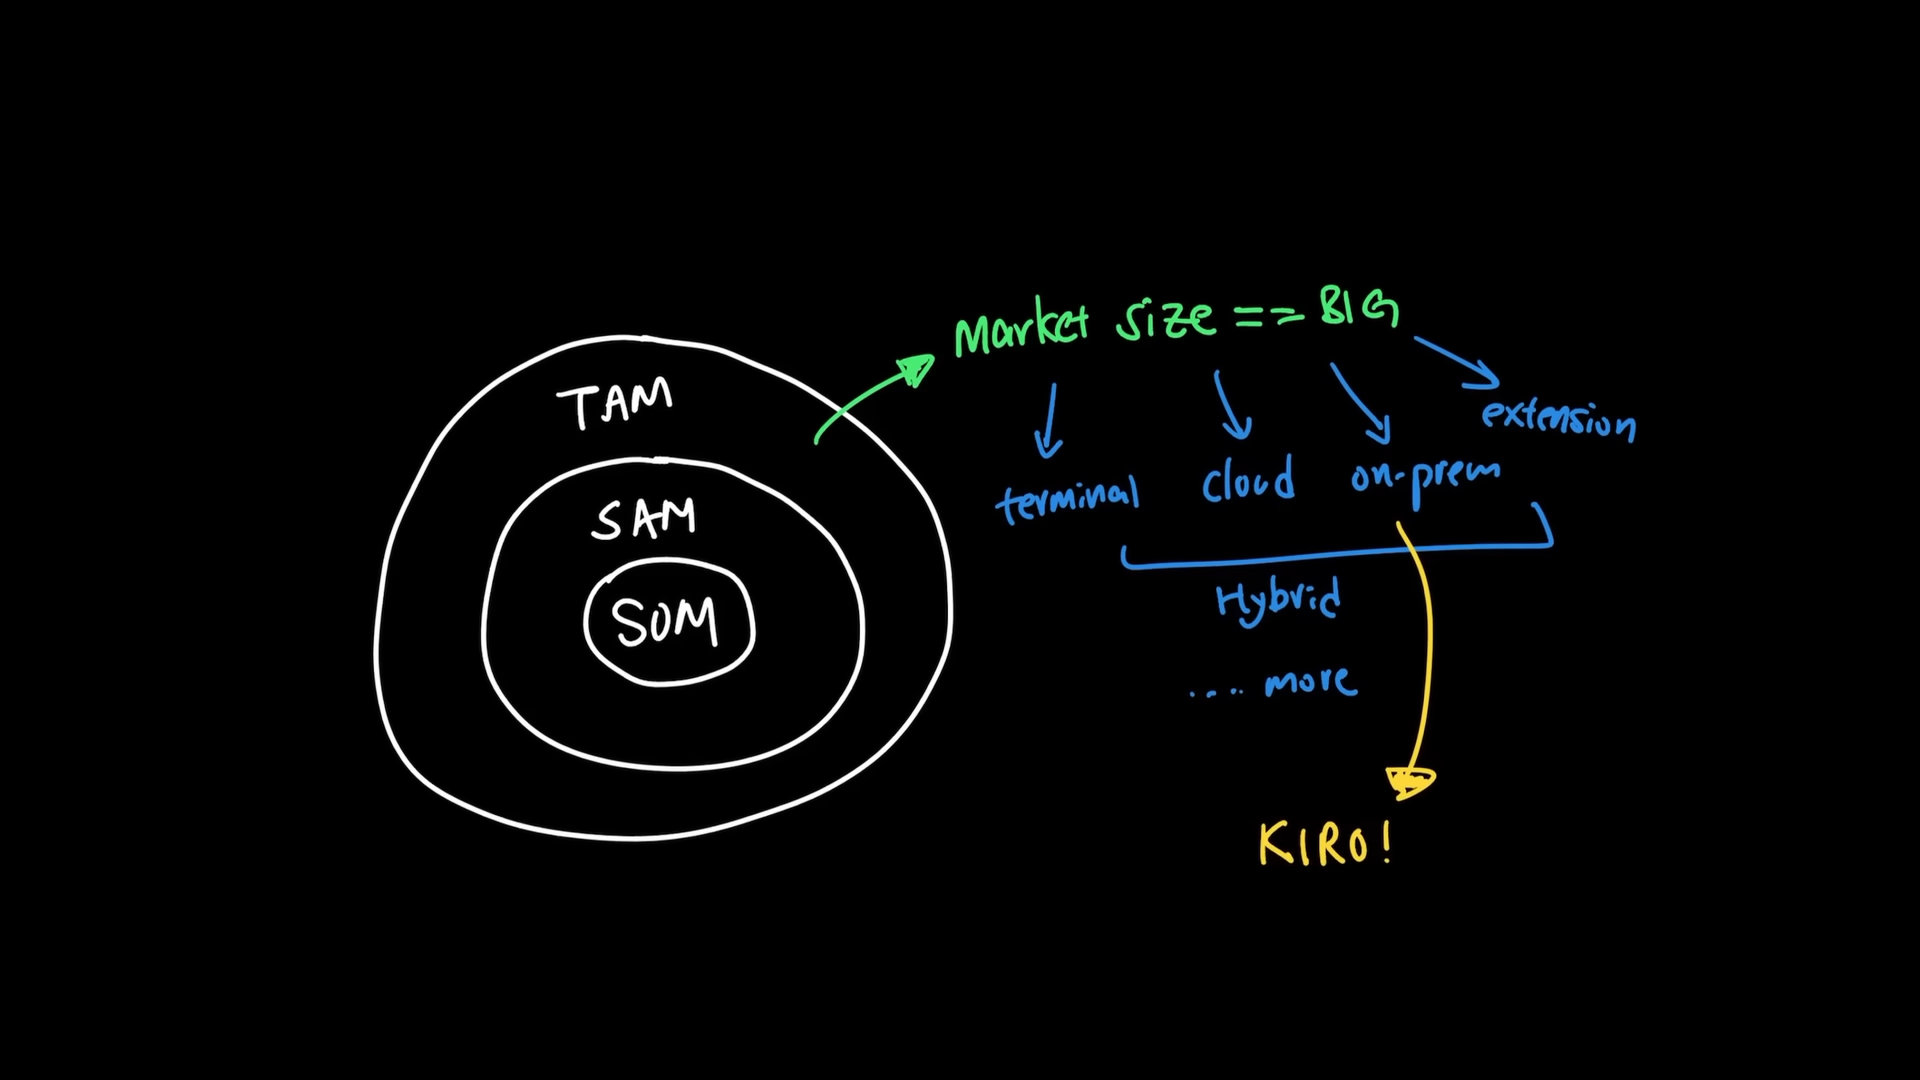 TAM
SAM
SOM
Market size == BIG
extension
terminal cloud on-prem
Hybrid
.... more
KIRO!